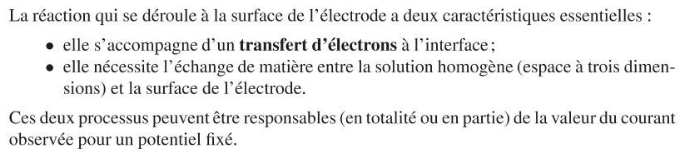 La réaction qui se déroule à la surface de l'électrode a deux caractéristiques essentielles :
• elle s'accompagne d'un transfert d'électrons à l'interface ;
• elle nécessite l'échange de matière entre la solution homogène (espace à trois dimen-
sions) et la surface de l'électrode.
Ces deux processus peuvent être responsables (en totalité ou en partie) de la valeur du courant
observée pour un potentiel fixé.